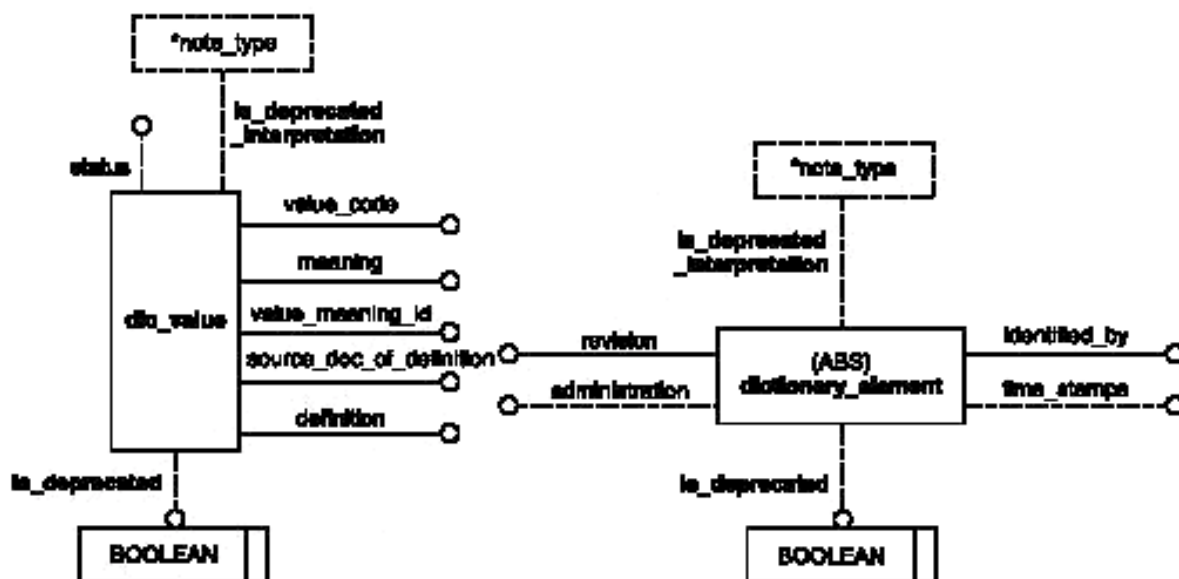 *note_type
is_deprecated
_interpretation
status
value_code
meaning
dic_value
value_meaning_id
source_doc_of_definition
definition
is_deprecated
BOOLEAN
*note_type
is_deprecated
_interpretation
revision
(ABS)
dictionary_element
identified_by
administration
time_stamps
is_deprecated
BOOLEAN